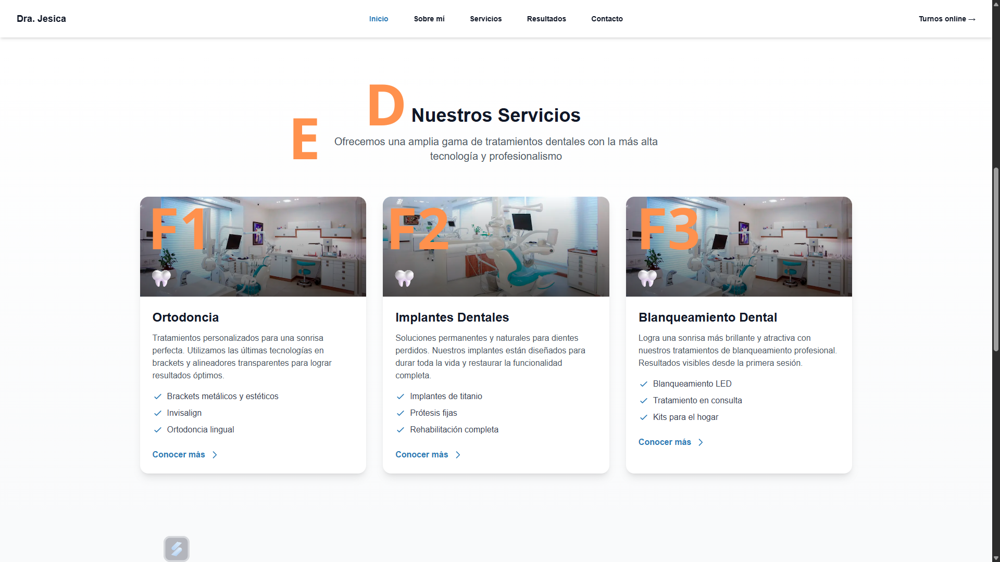 Dra. Jesica
Inicio
Sobre mí
Servicios
Resultados
Contacto
Turnos online →
D
Nuestros Servicios
E
Ofrecemos una amplia gama de tratamientos dentales con la más alta
tecnología y profesionalismo
F1
Ortodoncia
Tratamientos personalizados para una sonrisa
perfecta. Utilizamos las últimas tecnologías en
brackets y alineadores transparentes para lograr
resultados óptimos.
Brackets metálicos y estéticos
Invisalign
Ortodoncia lingual
Conocer más
F2
Implantes Dentales
Soluciones permanentes y naturales para dientes
perdidos. Nuestros implantes están diseñados para
durar toda la vida y restaurar la funcionalidad
completa.
Implantes de titanio
Prótesis fijas
Rehabilitación completa
Conocer más
F3
Blanqueamiento Dental
Logra una sonrisa más brillante y atractiva con
nuestros tratamientos de blanqueamiento profesional.
Resultados visibles desde la primera sesión.
Blanqueamiento LED
Tratamiento en consulta
Kits para el hogar
Conocer más